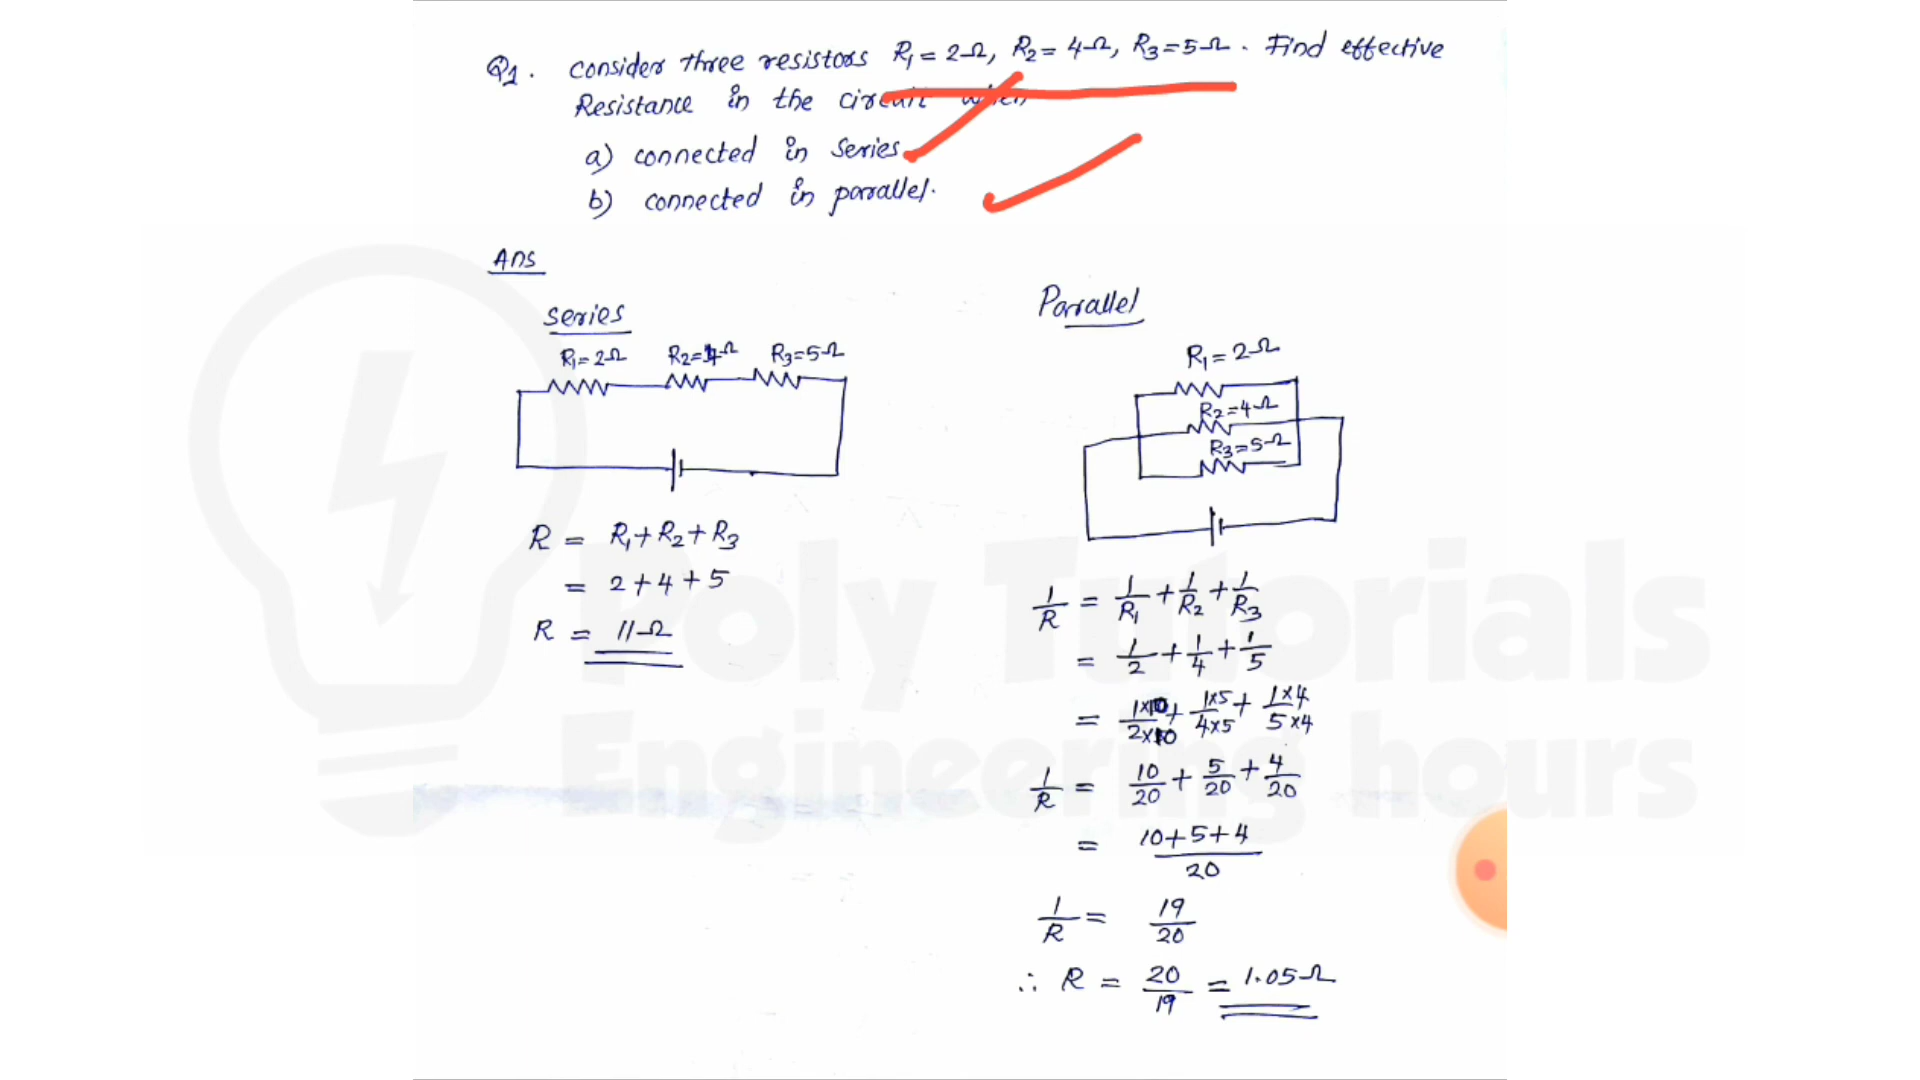 Q1. Consider three resistors R1 = 2Ω, R2 = 4Ω, R3 = 5Ω. Find effective
Resistance in the circuit when
a) connected in series
b) connected in parallel.
Ans
Series
R1 = 2Ω R2 = 4Ω R3 = 5Ω
R = R1 + R2 + R3
= 2 + 4 + 5
R = 11Ω
Parallel
R1 = 2Ω
R2 = 4Ω
R3 = 5Ω
1/R = 1/R1 + 1/R2 + 1/R3
= 1/2 + 1/4 + 1/5
= 1×10/2×10 + 1×5/4×5 + 1×4/5×4
1/R = 10/20 + 5/20 + 4/20
= 10+5+4/20
1/R = 19/20
∴ R = 20/19 = 1.05Ω
Poly Tutorials
Engineering hours